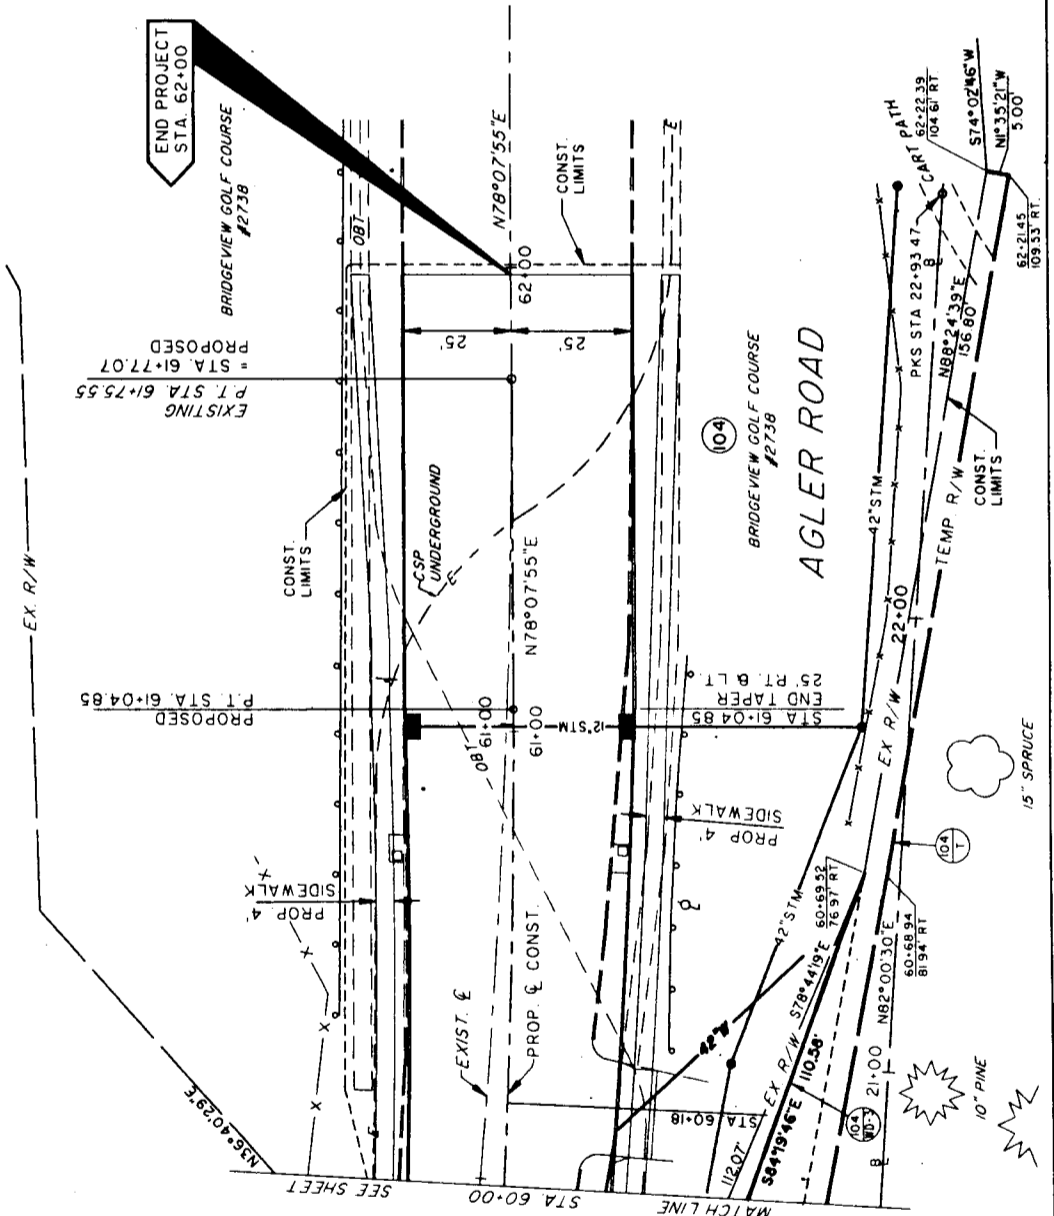 END PROJECT
STA. 62+00
BRIDGEVIEW GOLF COURSE
#2738
N78°07'55"E
CONST.
LIMITS
62+00
25'
25'
OBT
EXISTING
P.T. STA. 61+75.55
= STA. 61+77.07
PROPOSED
EX. R/W
CONST.
LIMITS
CSP
UNDERGROUND
E
E
N78°07'55"E
104
BRIDGEVIEW GOLF COURSE
#2738
AGLER ROAD
PROPOSED
P.T. STA. 61+04.85
61+00
61+00
OBT
12"STM
STA 61+04.85
END TAPER
25' RT. & LT.
PROP 4'
SIDEWALK
PROP 4'
SIDEWALK
EXIST. ℄
PROP. ℄ CONST.
N36°40'29"E
SEE SHEET
STA. 60+00
MATCH LINE
STA. 60+18
42"W
42"STM
42"STM
CART PATH
62+22.39
104.61' RT
S74°02'46"W
N11°35'21"W
5.00'
62+21.45
109.53' RT.
PKS STA 22+93.47
N88°24'39"E
156.80'
CONST.
LIMITS
TEMP. R/W
EX R/W
22+00
60+69.52
76.97' RT
60+68.94
81.94' RT
N82°00'30"E
S78°44'19"E
110.58'
EX R/W
S84°19'46"E
112.07'
104
WD-3
104
T
21+00
B
B
15" SPRUCE
10" PINE